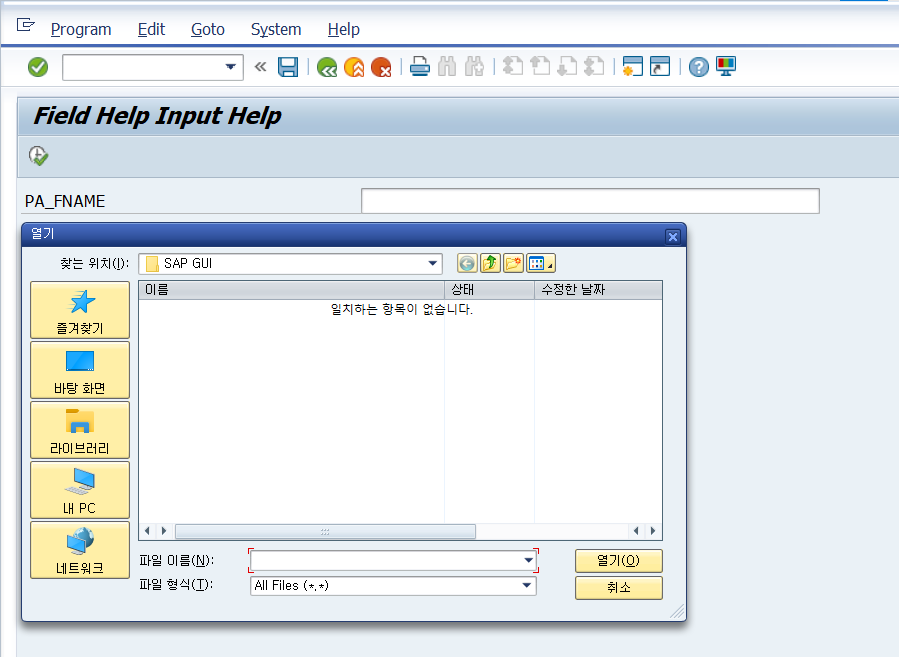 Program Edit Goto System Help
Field Help Input Help
PA_FNAME
열기
찾는 위치(I): SAP GUI
이름 상태 수정한 날짜
일치하는 항목이 없습니다.
즐겨찾기
바탕 화면
라이브러리
내 PC
네트워크
파일 이름(N): 열기(O)
파일 형식(T): All Files (*.*) 취소